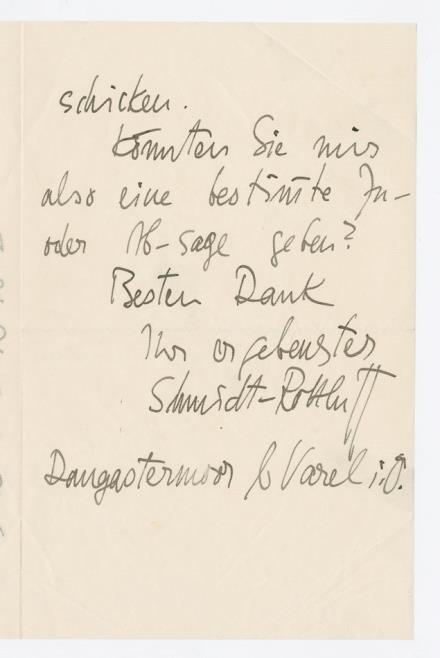 schicken.
Könnten Sie mir
also eine bestimte Zu-
oder Ab-sage geben?
Besten Dank
Ihr ergebenster
Schmidt-Rottluff
Dangastermoor b Varel i. O.